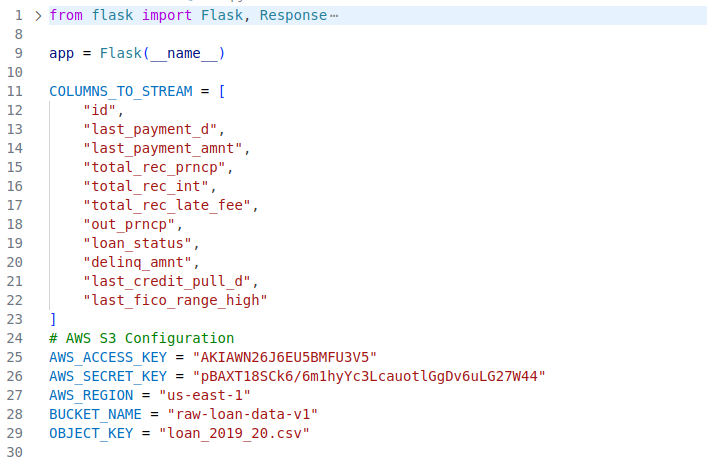 1 > from flask import Flask, Response ⋯
8
9 app = Flask(__name__)
10
11 COLUMNS_TO_STREAM = [
12     "id",
13     "last_payment_d",
14     "last_payment_amnt",
15     "total_rec_prncp",
16     "total_rec_int",
17     "total_rec_late_fee",
18     "out_prncp",
19     "loan_status",
20     "delinq_amnt",
21     "last_credit_pull_d",
22     "last_fico_range_high"
23 ]
24 # AWS S3 Configuration
25 AWS_ACCESS_KEY = "AKIAWN26J6EU5BMFU3V5"
26 AWS_SECRET_KEY = "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"
27 AWS_REGION = "us-east-1"
28 BUCKET_NAME = "raw-loan-data-v1"
29 OBJECT_KEY = "loan_2019_20.csv"
30